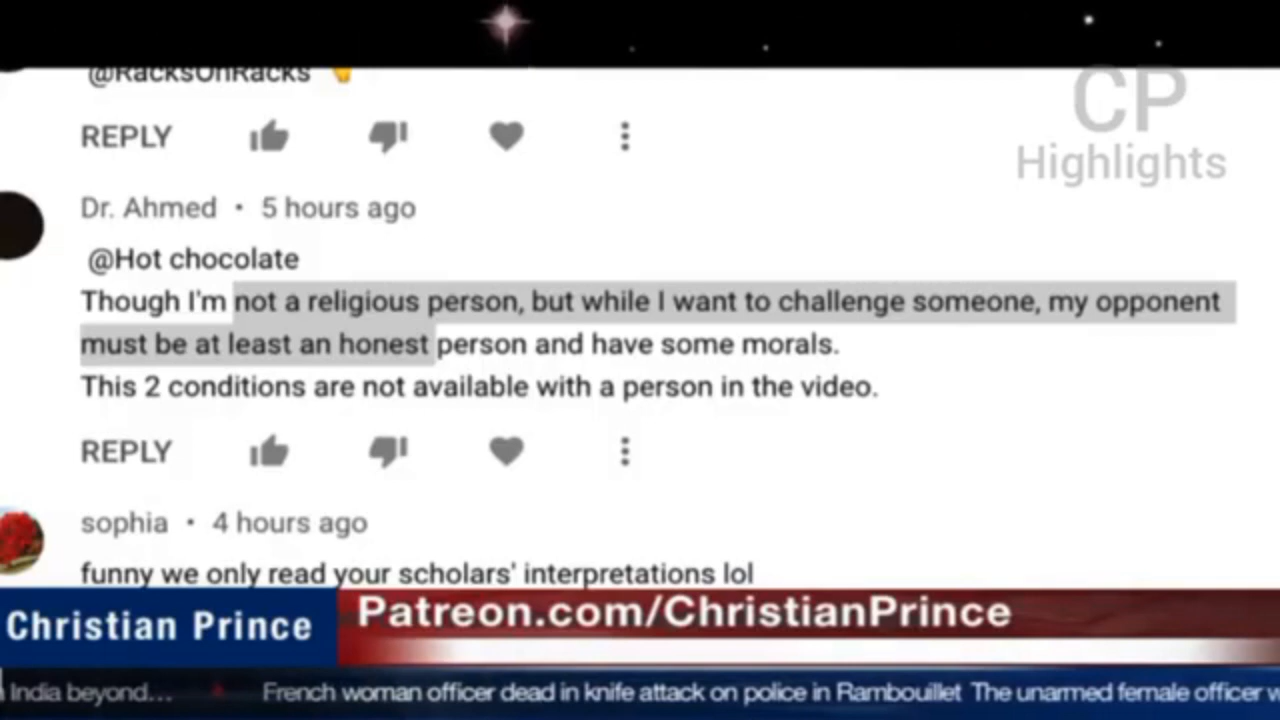 @RacksOnRacks
CP
Highlights
REPLY
Dr. Ahmed • 5 hours ago
@Hot chocolate
Though I'm not a religious person, but while I want to challenge someone, my opponent
must be at least an honest person and have some morals.
This 2 conditions are not available with a person in the video.
REPLY
sophia • 4 hours ago
funny we only read your scholars' interpretations lol
Christian Prince
Patreon.com/ChristianPrince
India beyond... French woman officer dead in knife attack on police in Rambouillet The unarmed female officer